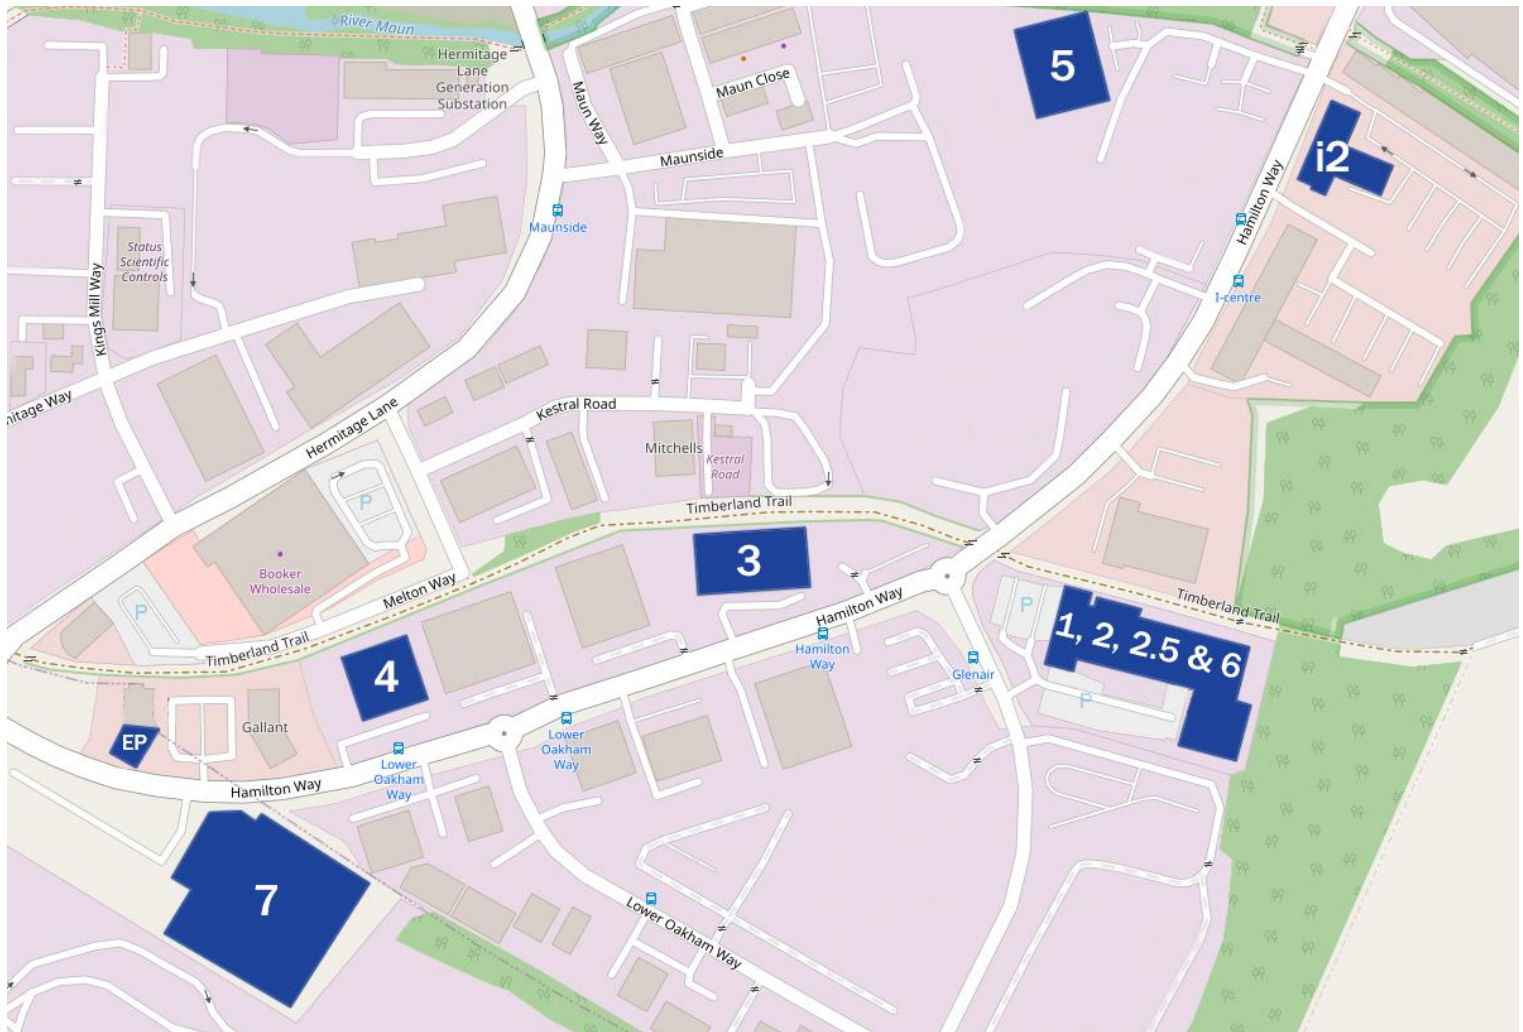 River Maun
Hermitage
Lane
Generation
Substation
Maun Way
Maun Close
Maunside
5
i2
Hamilton Way
Maunside
Status
Scientific
Controls
Kings Mill Way
I-centre
nitage Way
Hermitage Lane
Kestral Road
Mitchells
Kestral
Road
P
Timberland Trail
3
Booker
Wholesale
Melton Way
P
Timberland Trail
Hamilton Way
Hamilton
Way
P
Timberland Trail
1, 2, 2.5 & 6
Glenair
P
4
EP
Gallant
Lower
Oakham
Way
Lower
Oakham
Way
Hamilton Way
7
Lower Oakham Way